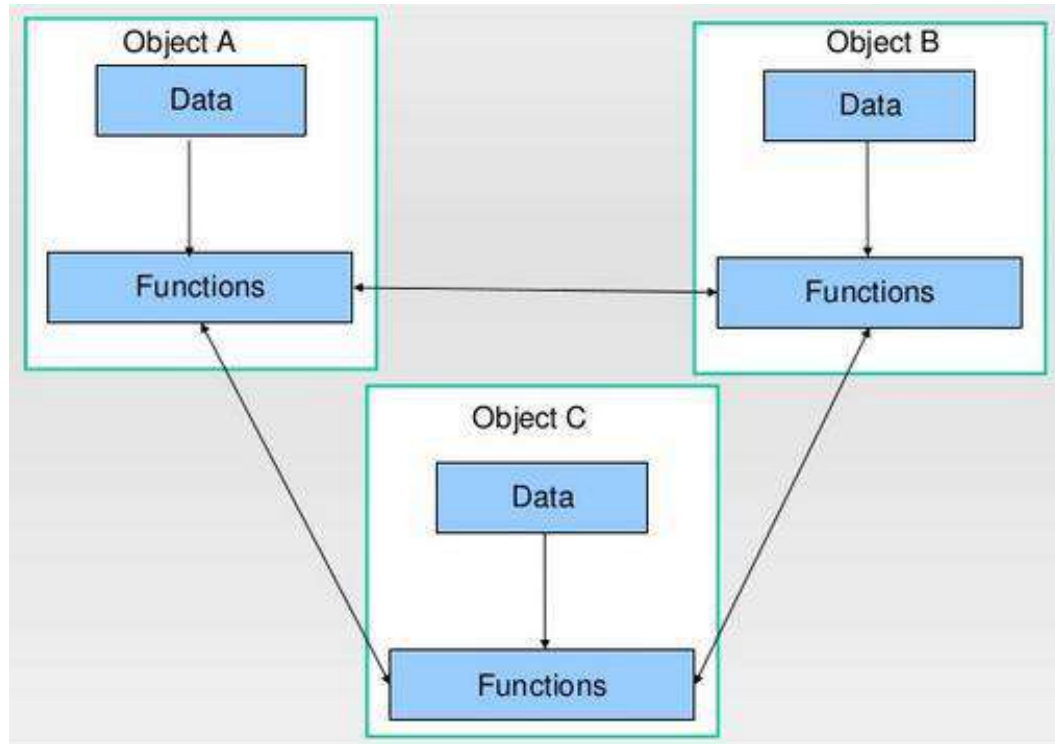 Object A
Data
Functions
Object B
Data
Functions
Object C
Data
Functions